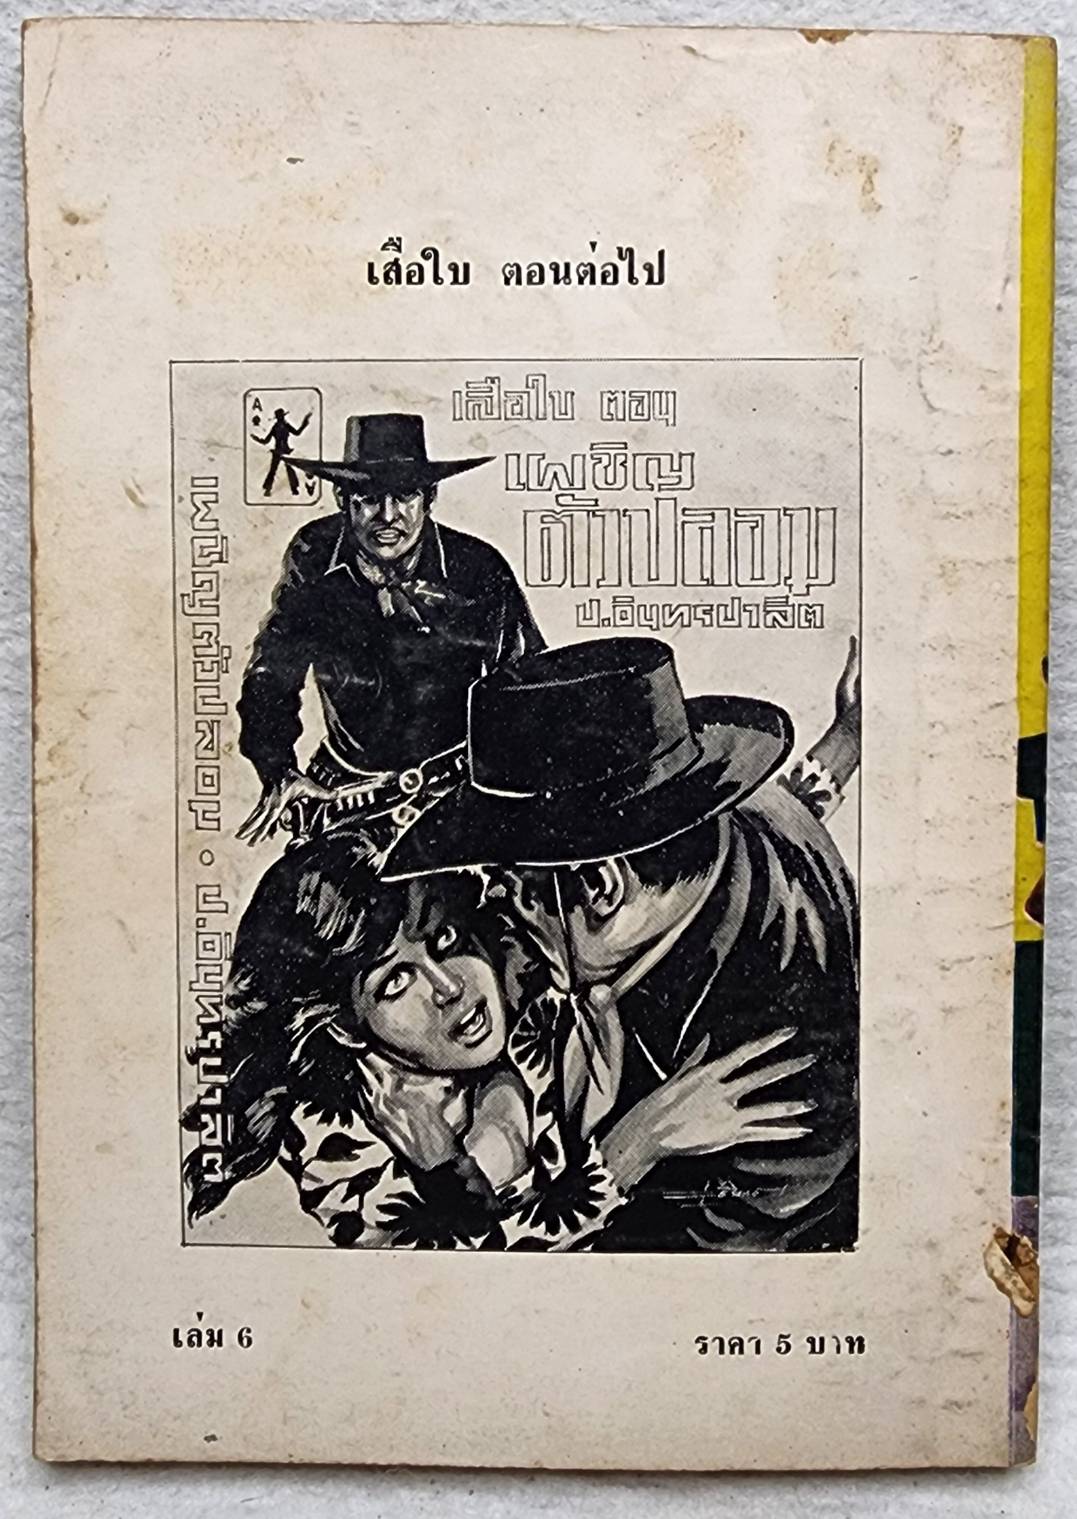 เสือใบ ตอนต่อไป
A
A
เสือใบ ตอน
เผชิญ
ตัวปลอม
ป.อินทรปาลิต
เผชิญตัวปลอม • ป.อินทรปาลิต
เล่ม 6
ราคา 5 บาท